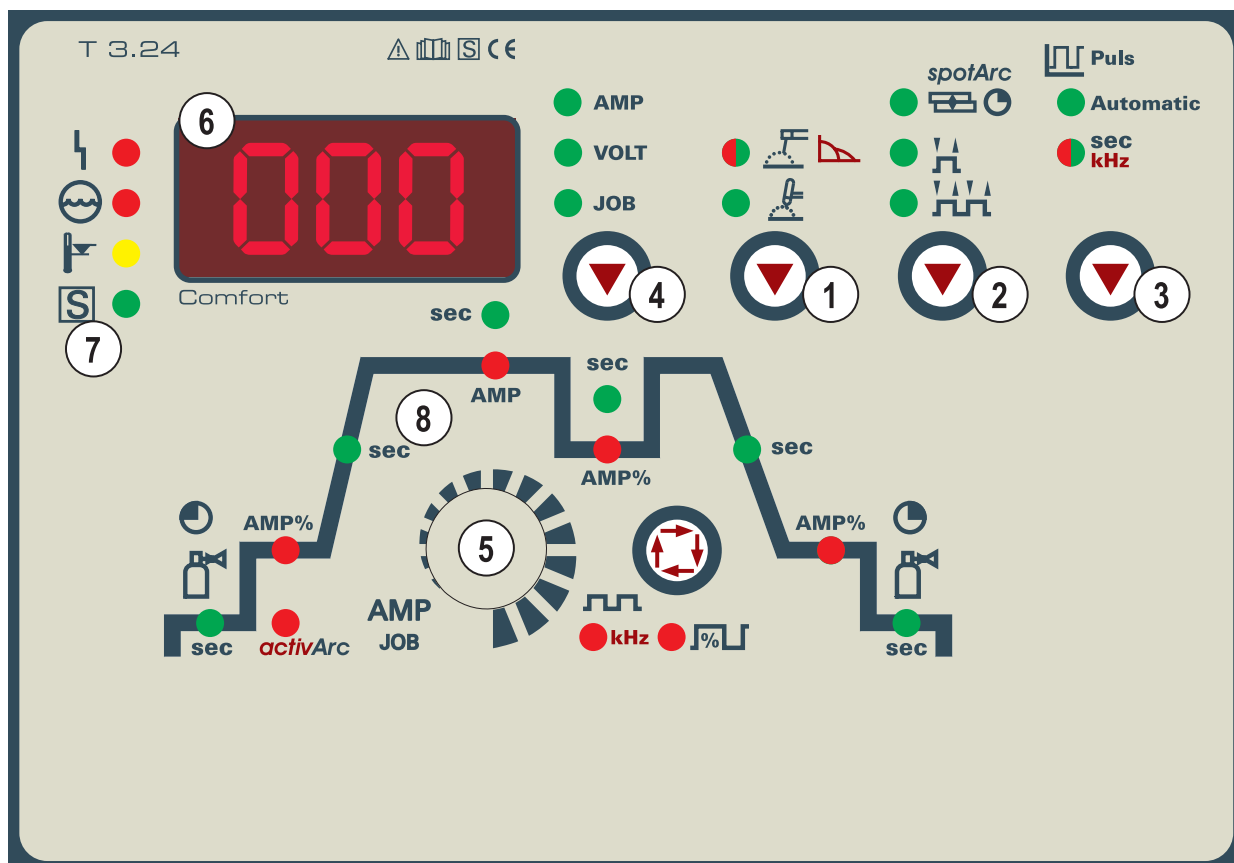 T 3.24
S CE
Puls
spotArc
6
AMP
Automatic
000
VOLT
sec
kHz
JOB
S
Comfort
4
1
2
3
7
sec
sec
AMP
8
sec
AMP%
sec
AMP%
5
AMP%
AMP
JOB
kHz
%
sec
activArc
sec